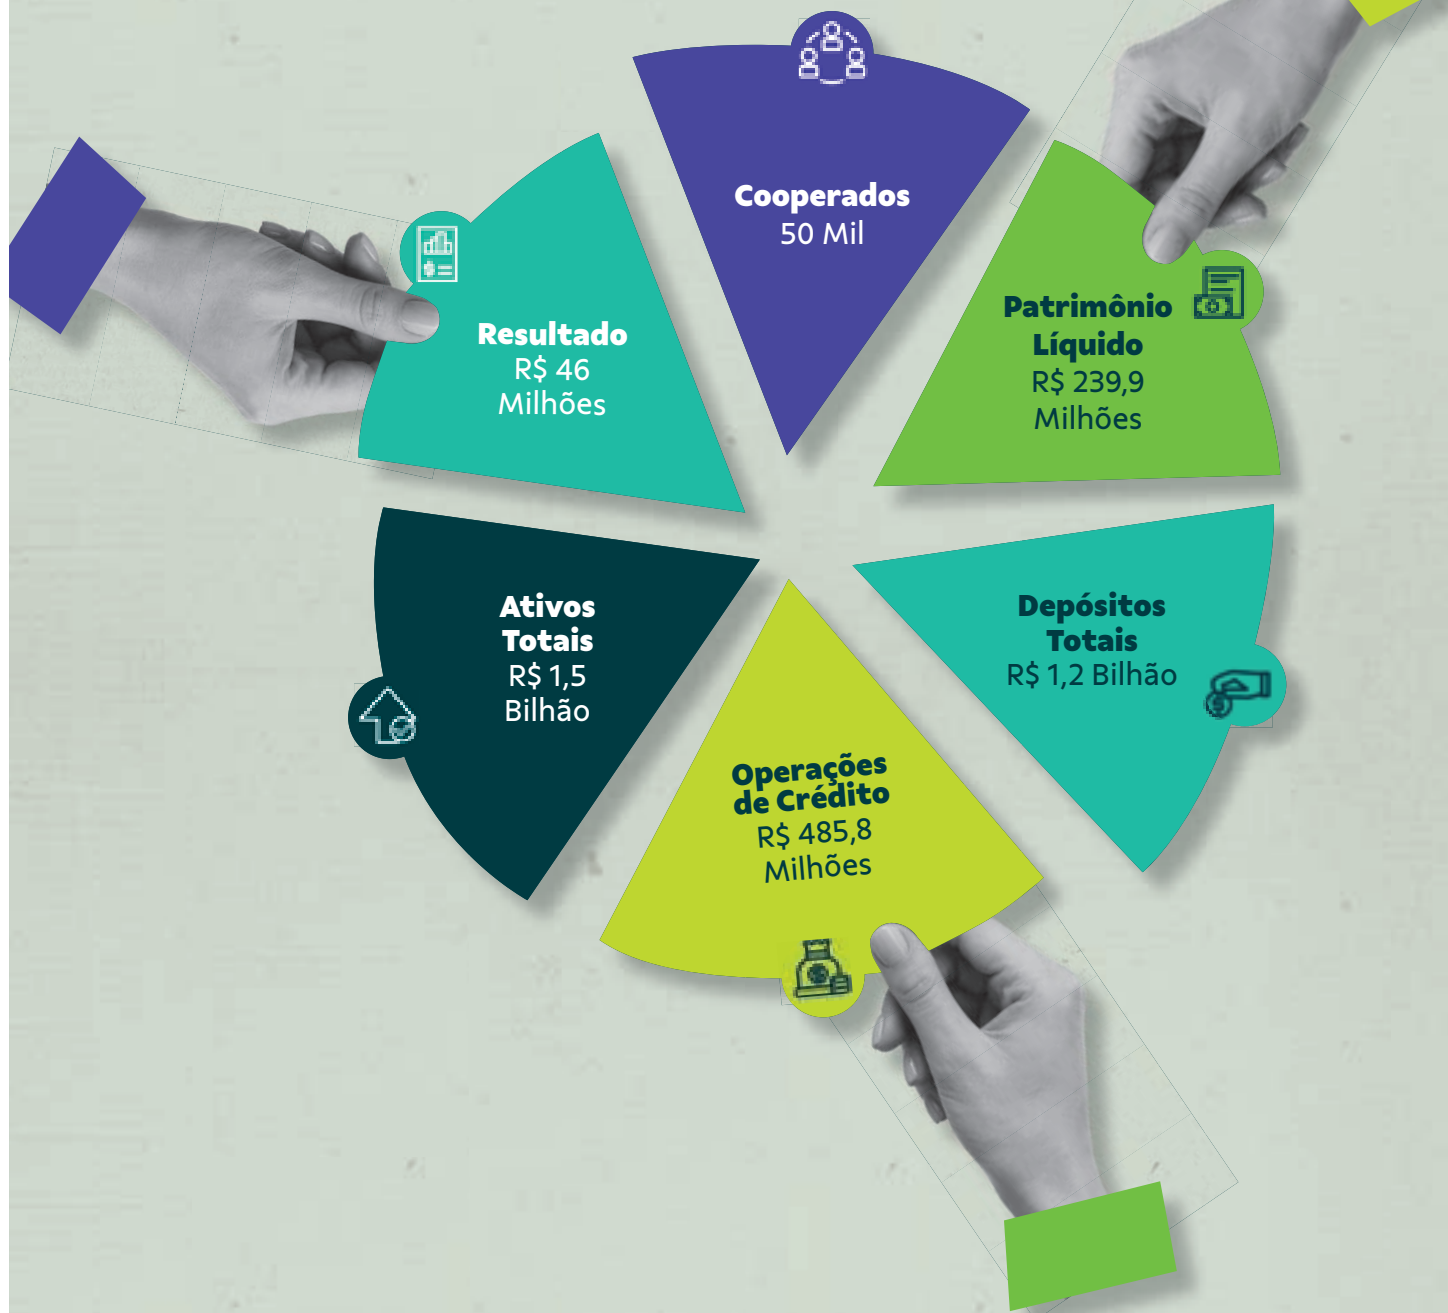 Cooperados
50 Mil
Patrimônio
Líquido
R$ 239,9
Milhões
Resultado
R$ 46
Milhões
Ativos
Totais
R$ 1,5
Bilhão
Depósitos
Totais
R$ 1,2 Bilhão
Operações
de Crédito
R$ 485,8
Milhões